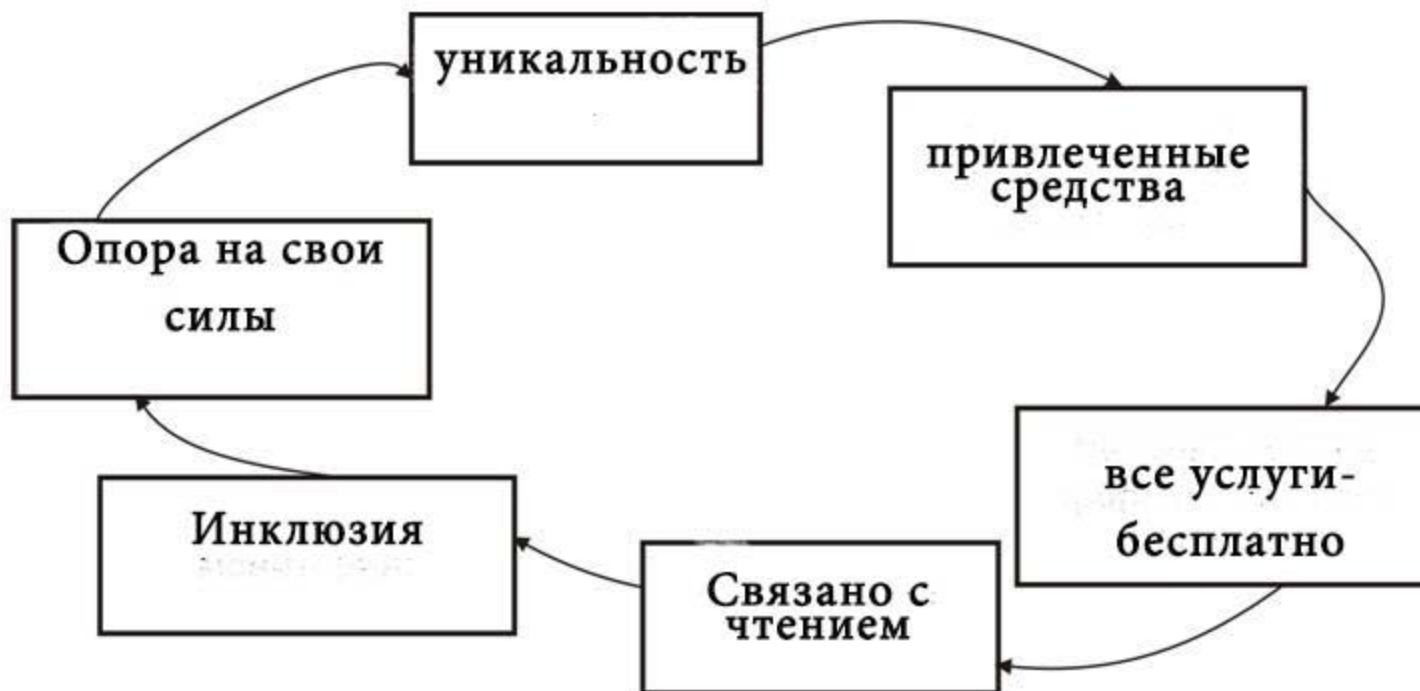 уникальность
привлеченные
средства
Опора на свои
силы
все услуги-
бесплатно
Инклюзия
Связано с
чтением